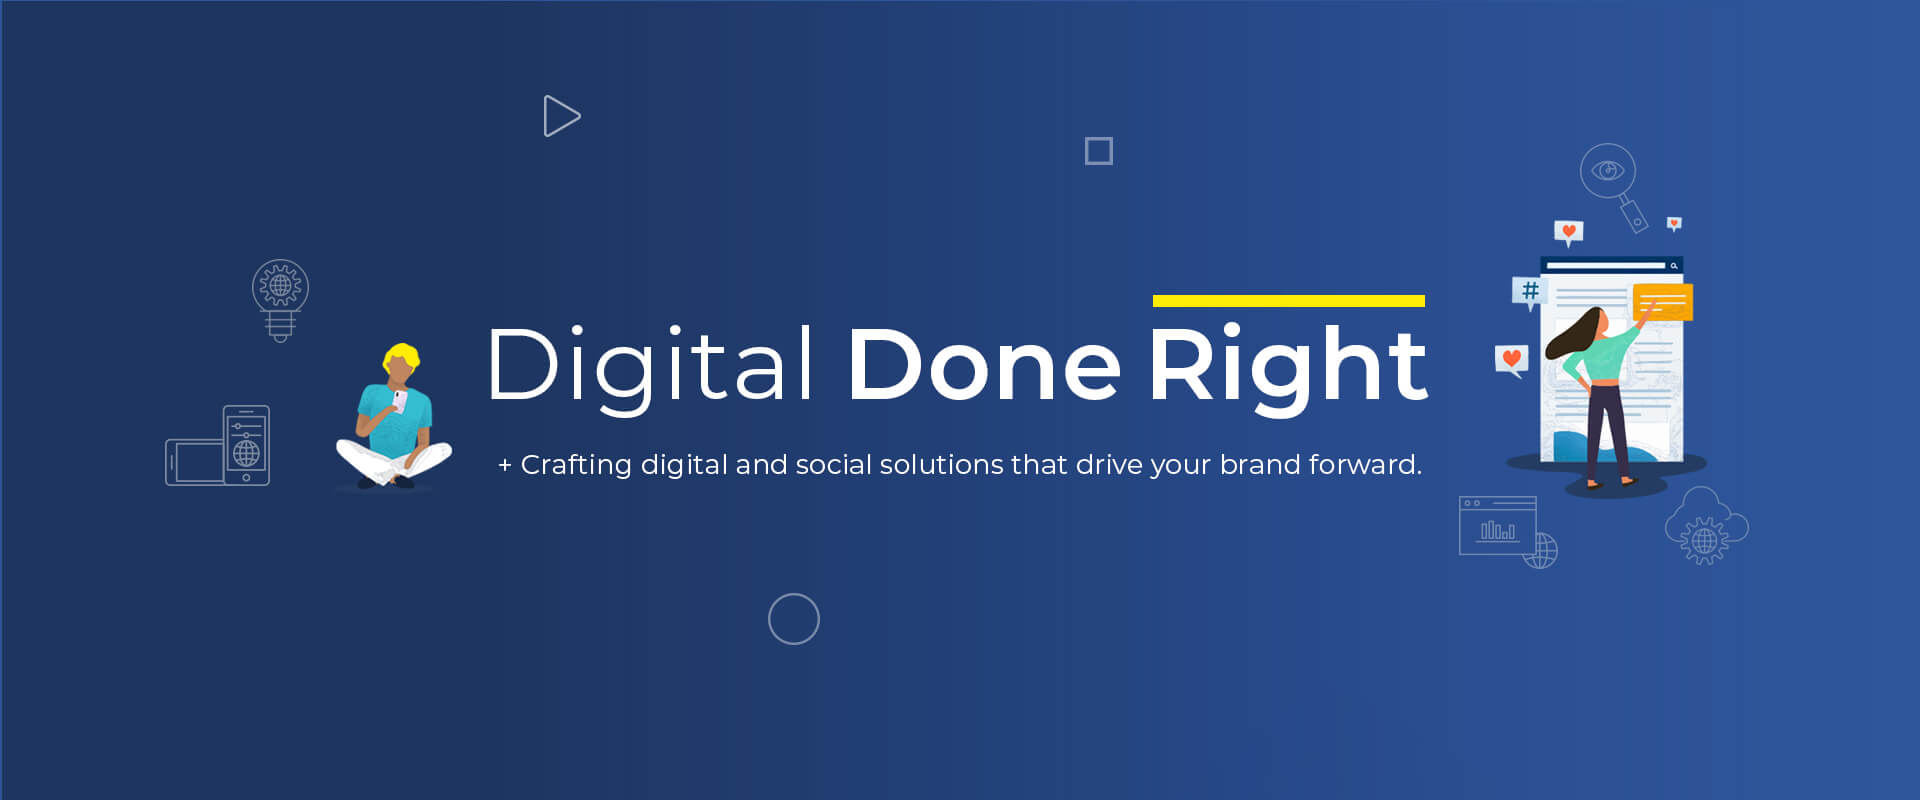 Digital Done Right
+ Crafting digital and social solutions that drive your brand forward.
#